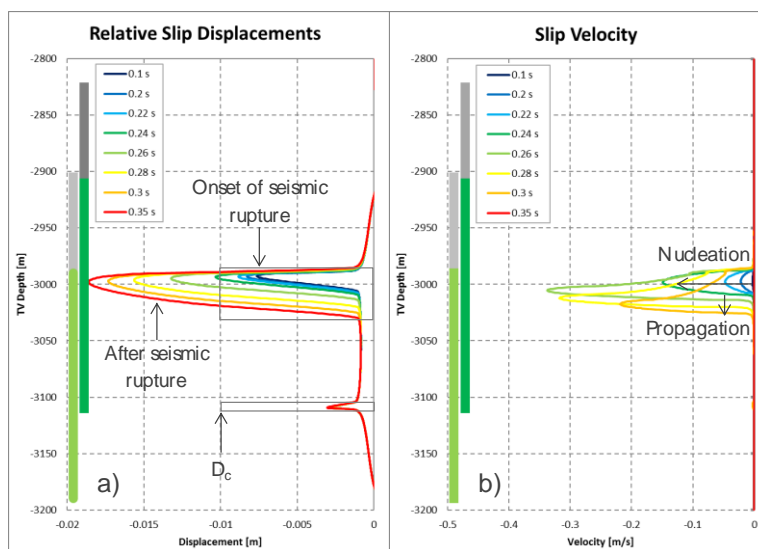 Relative Slip Displacements
-2800
-2850
-2900
-2950
-3000
-3050
-3100
-3150
-3200
TV Depth [m]
0.1 s
0.2 s
0.22 s
0.24 s
0.26 s
0.28 s
0.3 s
0.35 s
Onset of seismic
rupture
After seismic
rupture
D_c
a)
-0.02
-0.015
-0.01
-0.005
0
Displacement [m]
Slip Velocity
-2800
-2850
-2900
-2950
-3000
-3050
-3100
-3150
-3200
TV Depth [m]
0.1 s
0.2 s
0.22 s
0.24 s
0.26 s
0.28 s
0.3 s
0.35 s
Nucleation
Propagation
b)
-0.5
-0.4
-0.3
-0.2
-0.1
0
Velocity [m/s]